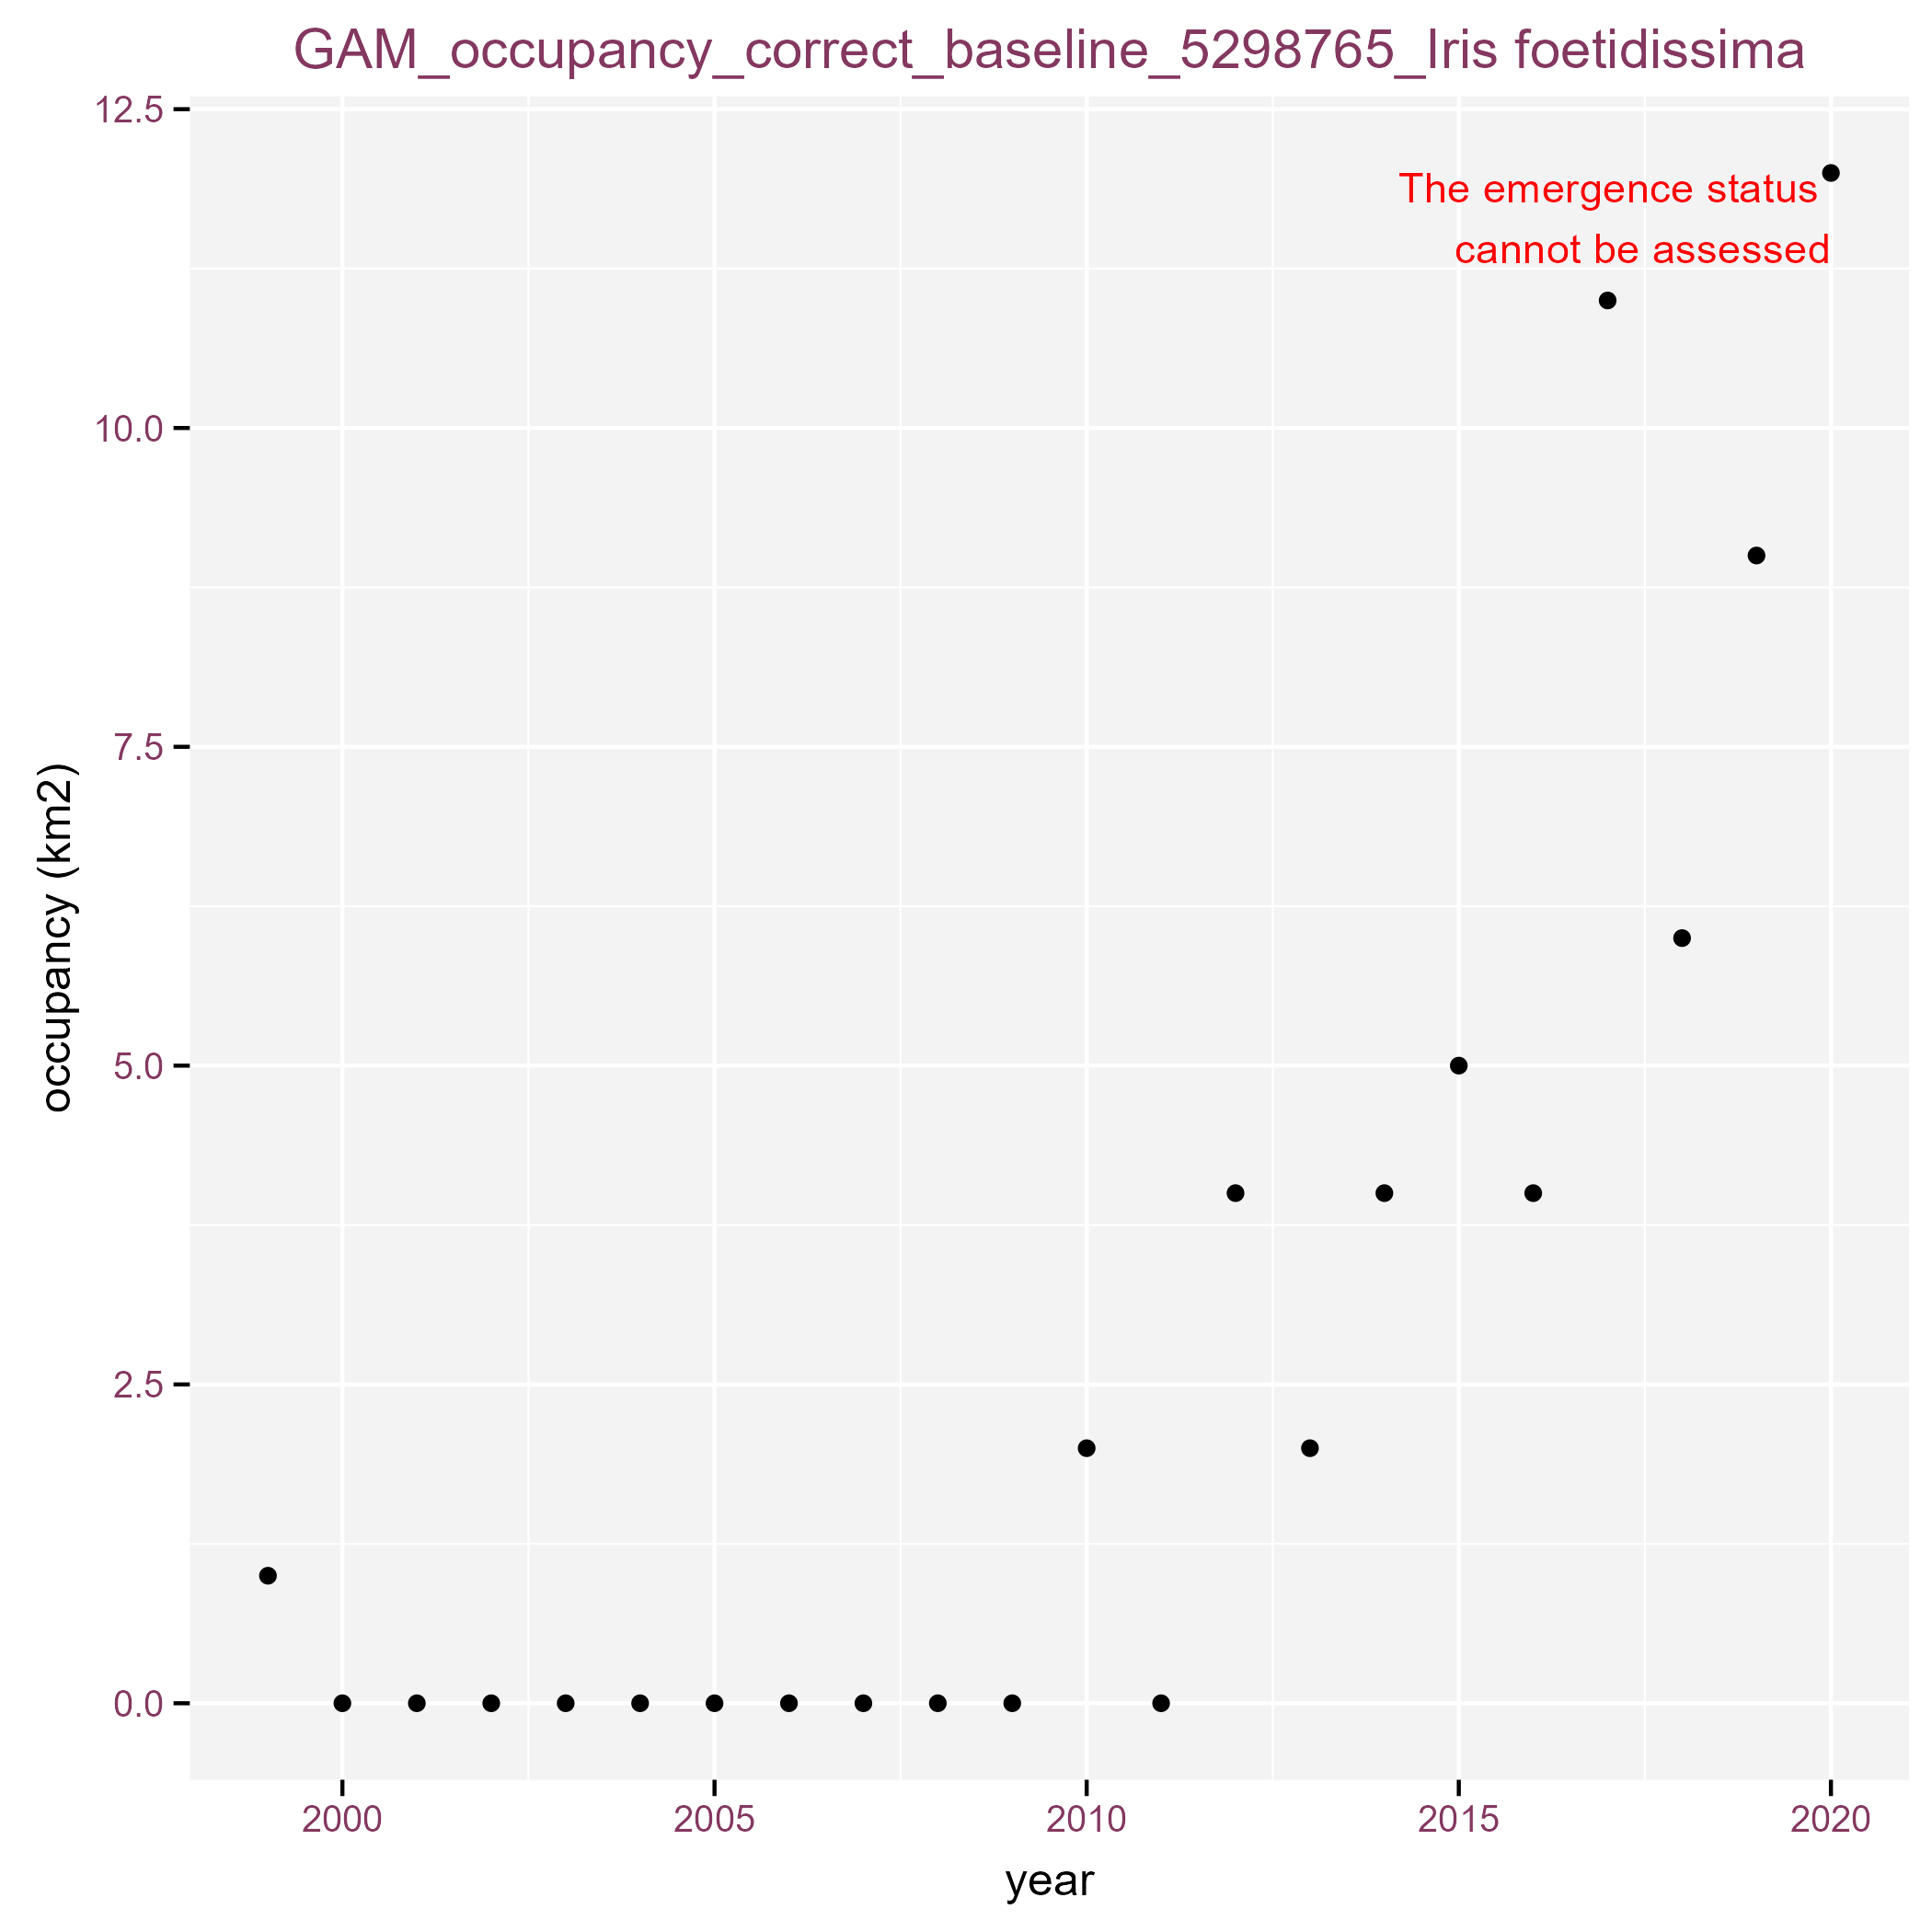 GAM_occupancy_correct_baseline_5298765_Iris foetidissima
12.5
The emergence status
cannot be assessed
10.0
7.5
occupancy (km2)
5.0
2.5
0.0
2000 2005 2010 2015 2020
year